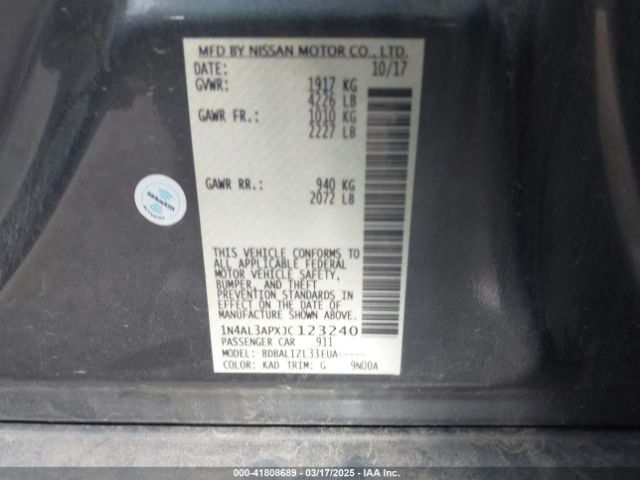 MFD BY NISSAN MOTOR CO., LTD.
DATE: 10/17
GVWR: 1917 KG
4226 LB
GAWR FR.: 1010 KG
2227 LB
GAWR RR.: 940 KG
2072 LB
THIS VEHICLE CONFORMS TO
ALL APPLICABLE FEDERAL
MOTOR VEHICLE SAFETY,
BUMPER, AND THEFT
PREVENTION STANDARDS IN
EFFECT ON THE DATE OF
MANUFACTURE SHOWN ABOVE.
1N4AL3APXJC123240
PASSENGER CAR 911
MODEL: BDBALIZL33EUA-----
COLOR: KAD TRIM: G 9N00A
000-41808689 — 03/17/2025 — IAA Inc.